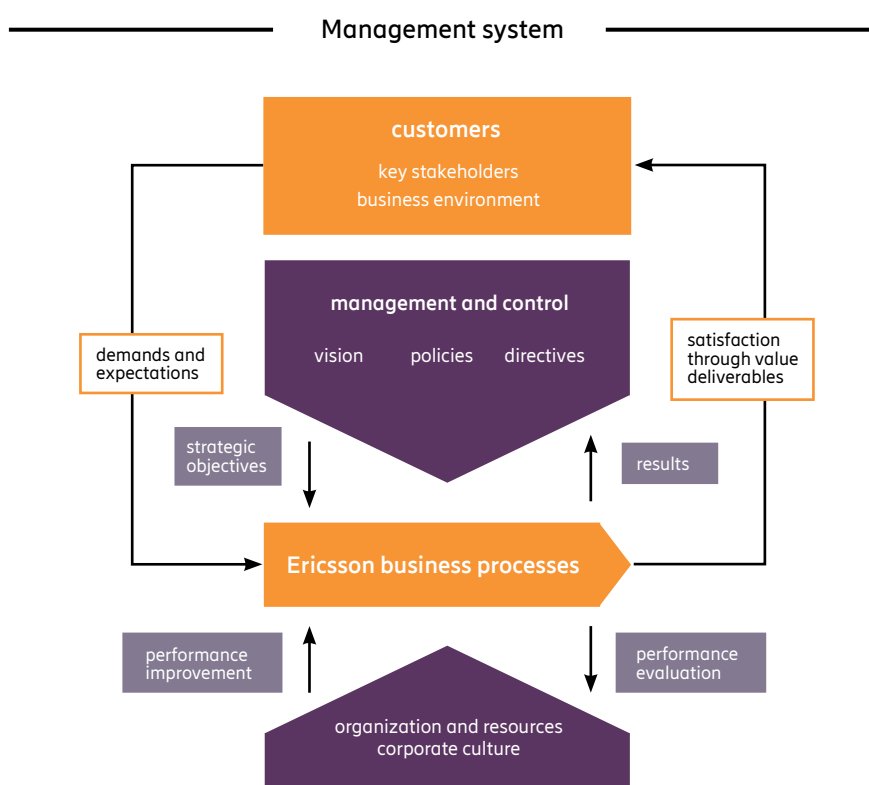 Management system
customers
key stakeholders
business environment
management and control
vision policies directives
demands and
expectations
satisfaction
through value
deliverables
strategic
objectives
results
Ericsson business processes
performance
improvement
performance
evaluation
organization and resources
corporate culture